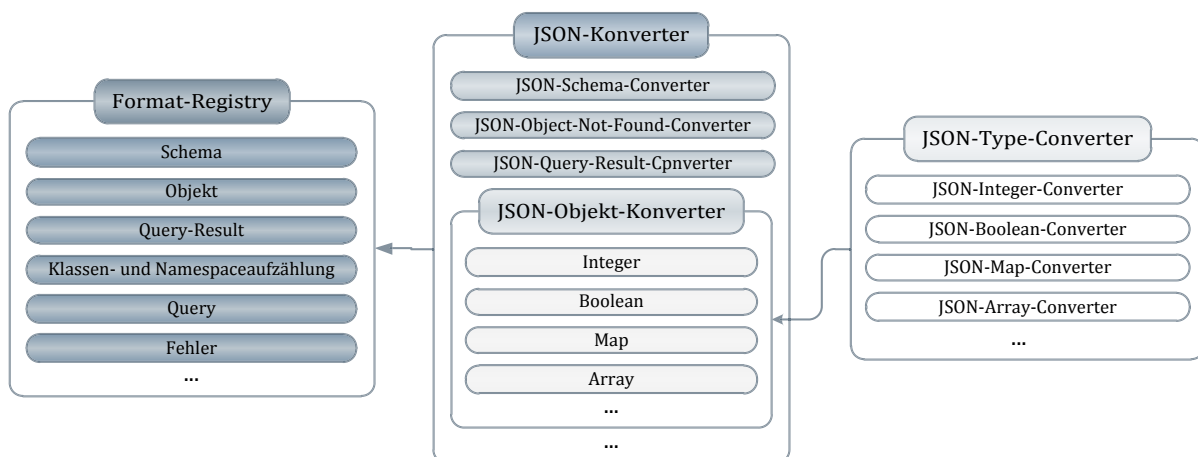 Format-Registry
Schema
Objekt
Query-Result
Klassen- und Namespaceaufzählung
Query
Fehler
...
JSON-Konverter
JSON-Schema-Converter
JSON-Object-Not-Found-Converter
JSON-Query-Result-Cpnverter
JSON-Objekt-Konverter
Integer
Boolean
Map
Array
...
...
JSON-Type-Converter
JSON-Integer-Converter
JSON-Boolean-Converter
JSON-Map-Converter
JSON-Array-Converter
...